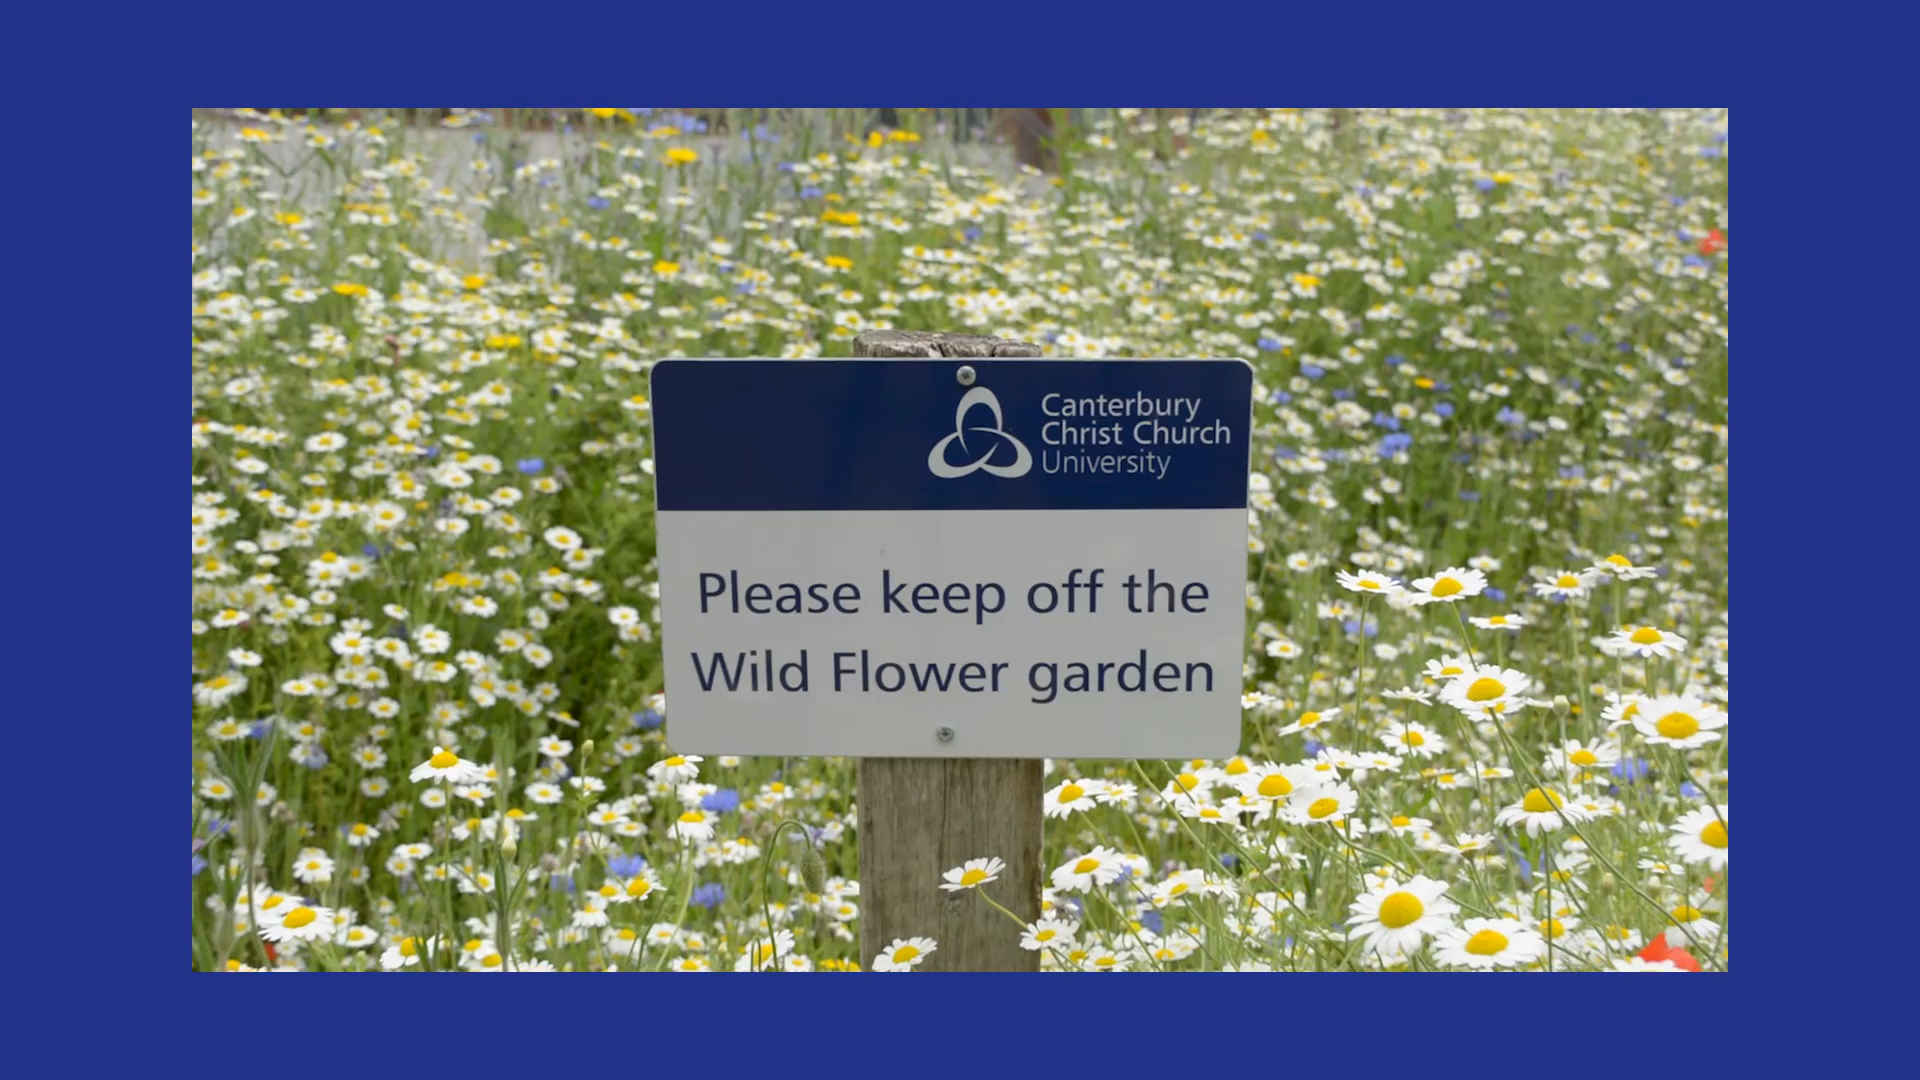 Canterbury
Christ Church
University
Please keep off the
Wild Flower garden